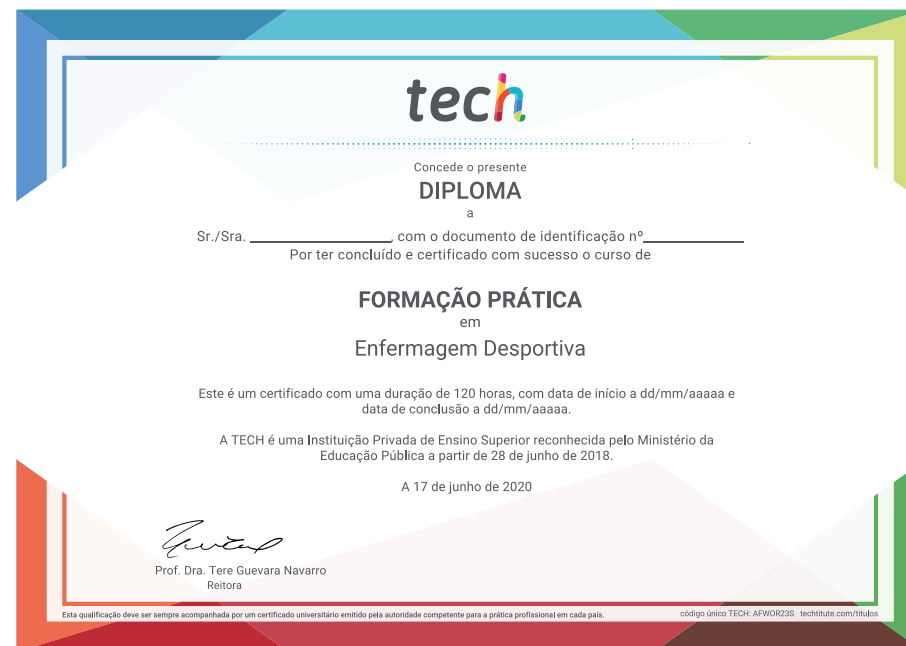 tech
Concede o presente
DIPLOMA
a
Sr./Sra. ____________________, com o documento de identificação nº______________
Por ter concluído e certificado com sucesso o curso de
FORMAÇÃO PRÁTICA
em
Enfermagem Desportiva
Este é um certificado com uma duração de 120 horas, com data de início a dd/mm/aaaaa e
data de conclusão a dd/mm/aaaaa.
A TECH é uma Instituição Privada de Ensino Superior reconhecida pelo Ministério da
Educação Pública a partir de 28 de junho de 2018.
A 17 de junho de 2020
Prof. Dra. Tere Guevara Navarro
Reitora
Esta qualificação deve ser sempre acompanhada por um certificado universitário emitido pela autoridade competente para a prática profissional em cada país.
código único TECH: AFWOR23S techtitute.com/titulos